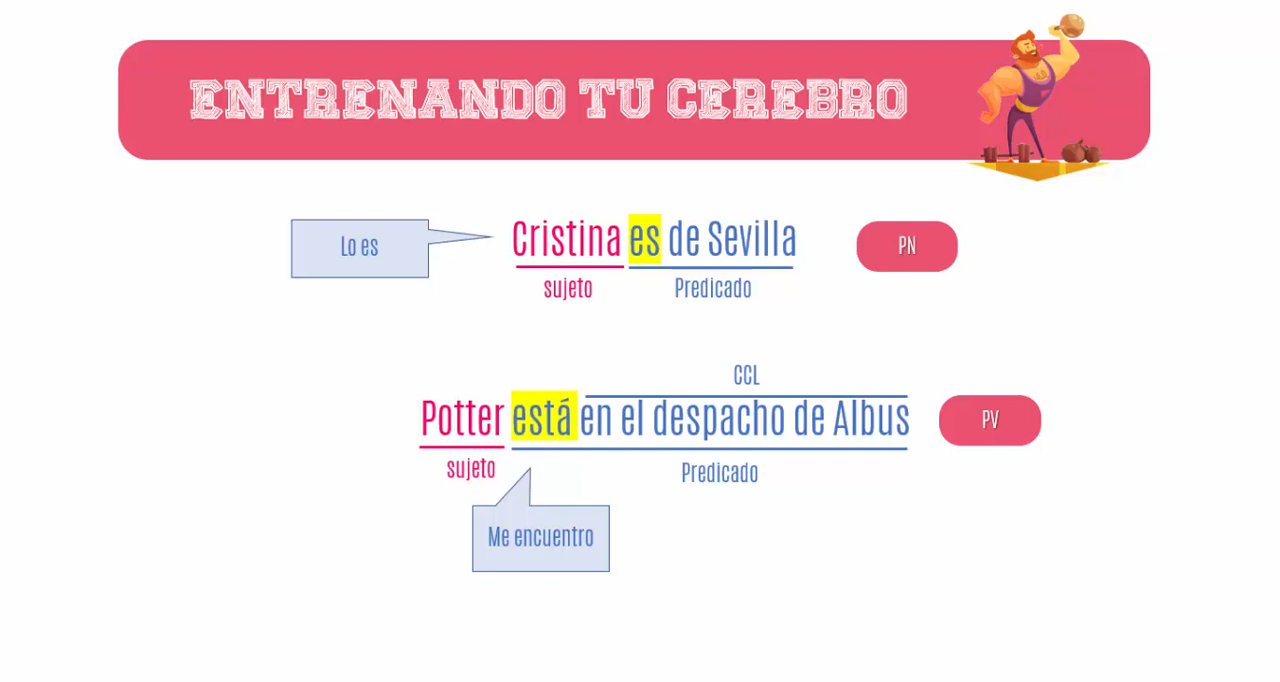 ENTRENANDO TU CEREBRO
Lo es
Cristina es de Sevilla
PN
sujeto
Predicado
CCL
Potter está en el despacho de Albus
PV
sujeto
Predicado
Me encuentro